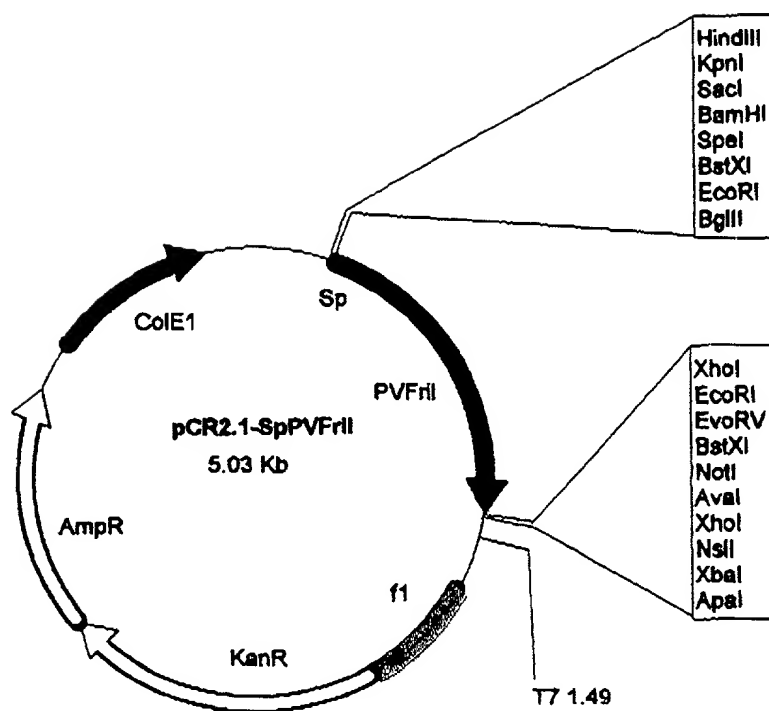 HindIII
KpnI
SacI
BamHI
SpeI
BstXI
EcoRI
BglII
Sp
ColE1
PVFrII
pCR2.1-SpPVFrII
5.03 Kb
AmpR
f1
KanR
XhoI
EcoRI
EvoRV
BstXI
NotI
AvaI
XhoI
NsiI
XbaI
ApaI
T7 1.49